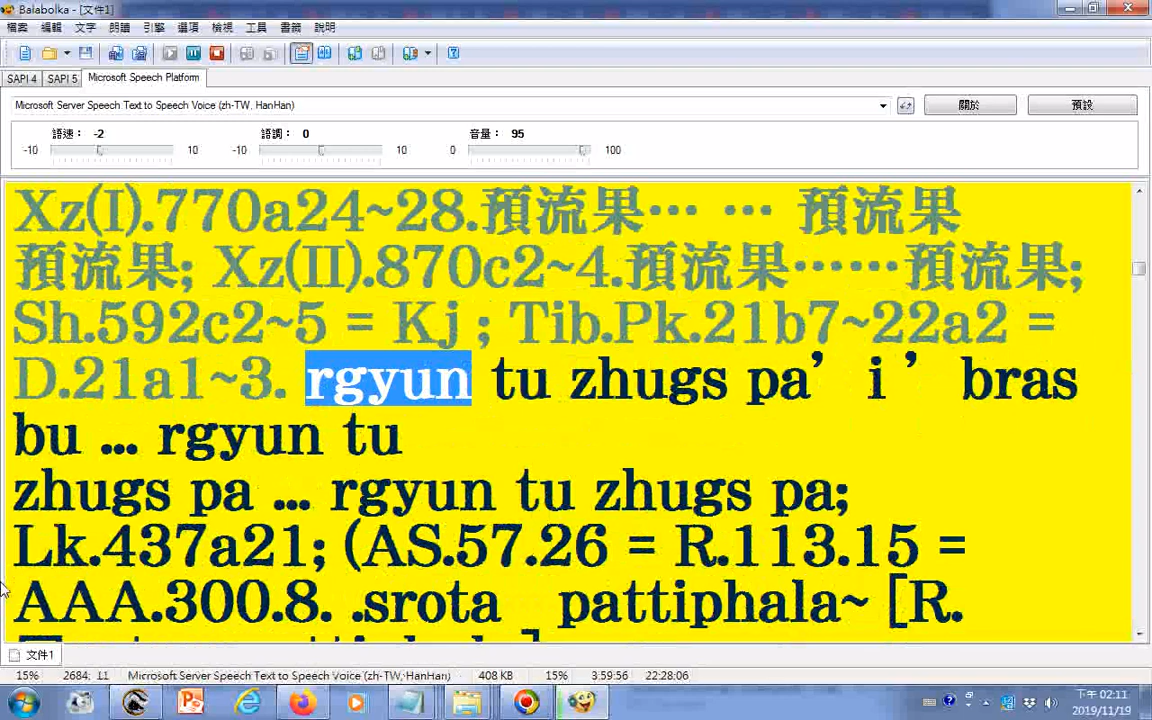 Balabolka - [文件1]
檔案 編輯 文字 朗讀 引擎 選項 檢視 工具 書籤 說明
SAPI 4 SAPI 5 Microsoft Speech Platform
Microsoft Server Speech Text to Speech Voice (zh-TW, HanHan) 關於 預設
語速： -2 語調： 0 音量： 95
-10 10 -10 10 0 100
Xz(I).770a24~28.預流果… … 預流果
預流果; Xz(II).870c2~4.預流果……預流果;
Sh.592c2~5 = Kj ; Tib.Pk.21b7~22a2 =
D.21a1~3. rgyun tu zhugs pa’ i ’ bras
bu ... rgyun tu
zhugs pa ... rgyun tu zhugs pa;
Lk.437a21; (AS.57.26 = R.113.15 =
AAA.300.8. .srota pattiphala~ [R.
文件1
15% 2684, 11 Microsoft Server Speech Text to Speech Voice (zh-TW, HanHan) 408 KB 15% 3:59:56 22:28:06
下午 02:11
2019/11/19